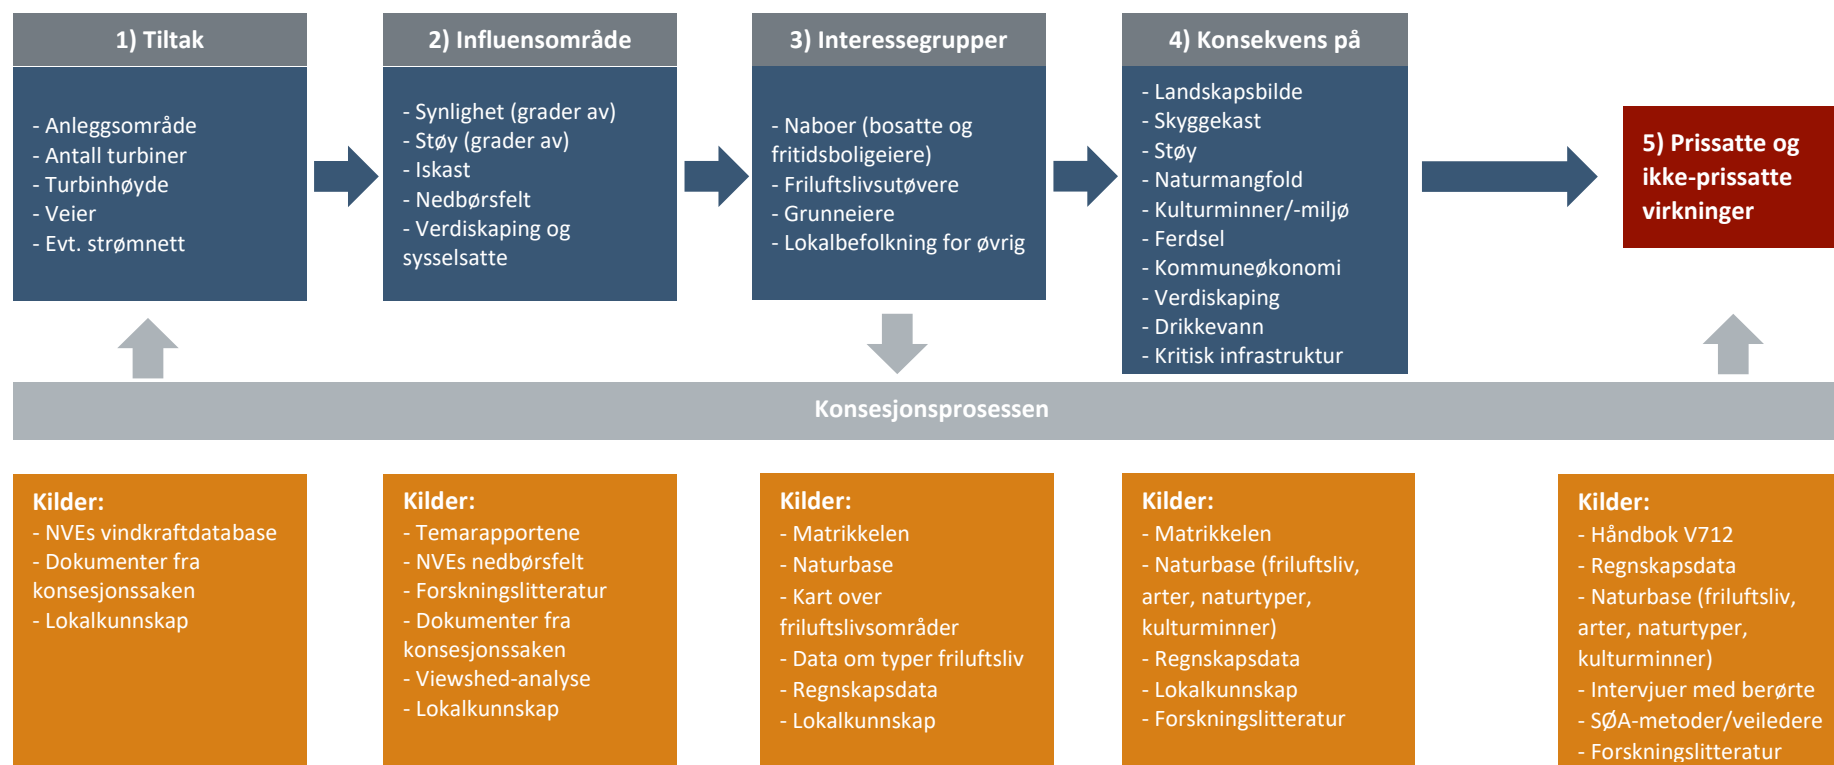 1) Tiltak
- Anleggsområde
- Antall turbiner
- Turbinhøyde
- Veier
- Evt. strømnett
2) Influensområde
- Synlighet (grader av)
- Støy (grader av)
- Iskast
- Nedbørsfelt
- Verdiskaping og
sysselsatte
3) Interessegrupper
- Naboer (bosatte og
fritidsboligeiere)
- Friluftslivsutøvere
- Grunneiere
- Lokalbefolkning for øvrig
4) Konsekvens på
- Landskapsbilde
- Skyggekast
- Støy
- Naturmangfold
- Kulturminner/-miljø
- Ferdsel
- Kommuneøkonomi
- Verdiskaping
- Drikkevann
- Kritisk infrastruktur
5) Prissatte og
ikke-prissatte
virkninger
Konsesjonsprosessen
Kilder:
- NVEs vindkraftdatabase
- Dokumenter fra
konsesjonssaken
- Lokalkunnskap
Kilder:
- Temarapportene
- NVEs nedbørsfelt
- Forskningslitteratur
- Dokumenter fra
konsesjonssaken
- Viewshed-analyse
- Lokalkunnskap
Kilder:
- Matrikkelen
- Naturbase
- Kart over
friluftslivsområder
- Data om typer friluftsliv
- Regnskapsdata
- Lokalkunnskap
Kilder:
- Matrikkelen
- Naturbase (friluftsliv,
arter, naturtyper,
kulturminner)
- Regnskapsdata
- Lokalkunnskap
- Forskningslitteratur
Kilder:
- Håndbok V712
- Regnskapsdata
- Naturbase (friluftsliv,
arter, naturtyper,
kulturminner)
- Intervjuer med berørte
- SØA-metoder/veiledere
- Forskningslitteratur